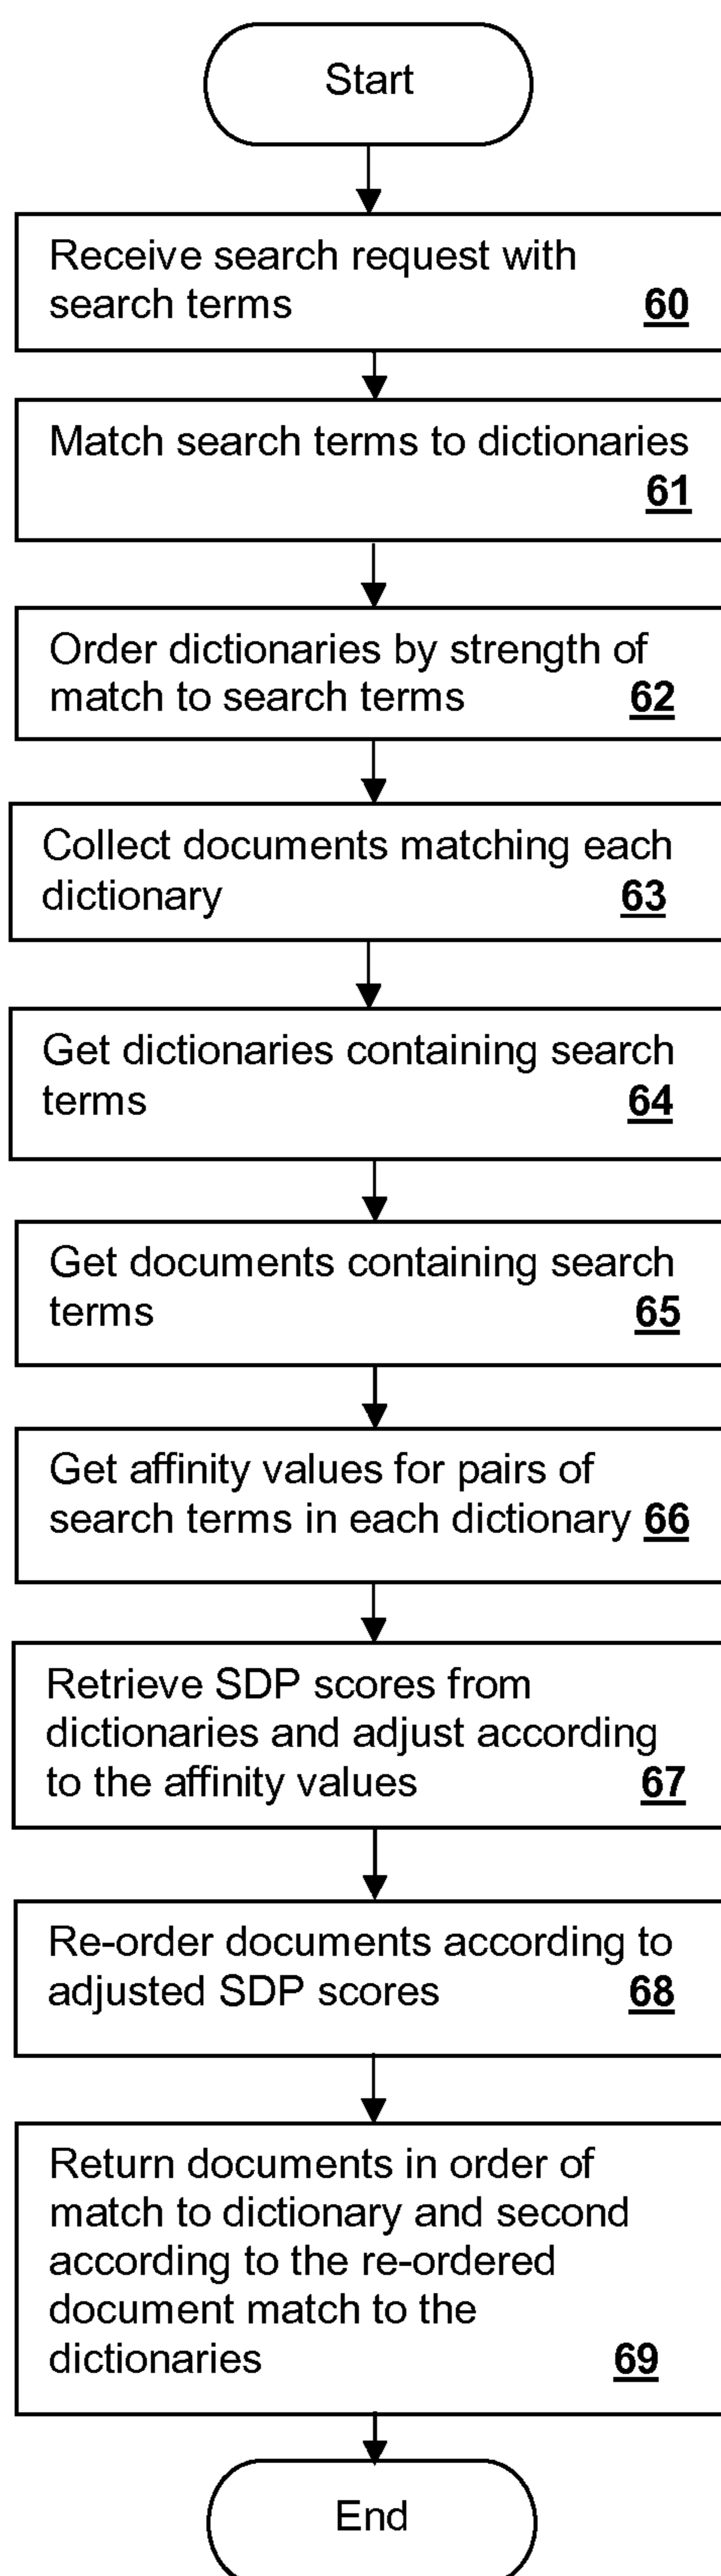 Start
Receive search request with
search terms 60
Match search terms to dictionaries
61
Order dictionaries by strength of
match to search terms 62
Collect documents matching each
dictionary 63
Get dictionaries containing search
terms 64
Get documents containing search
terms 65
Get affinity values for pairs of
search terms in each dictionary 66
Retrieve SDP scores from
dictionaries and adjust according
to the affinity values 67
Re-order documents according to
adjusted SDP scores 68
Return documents in order of
match to dictionary and second
according to the re-ordered
document match to the
dictionaries 69
End